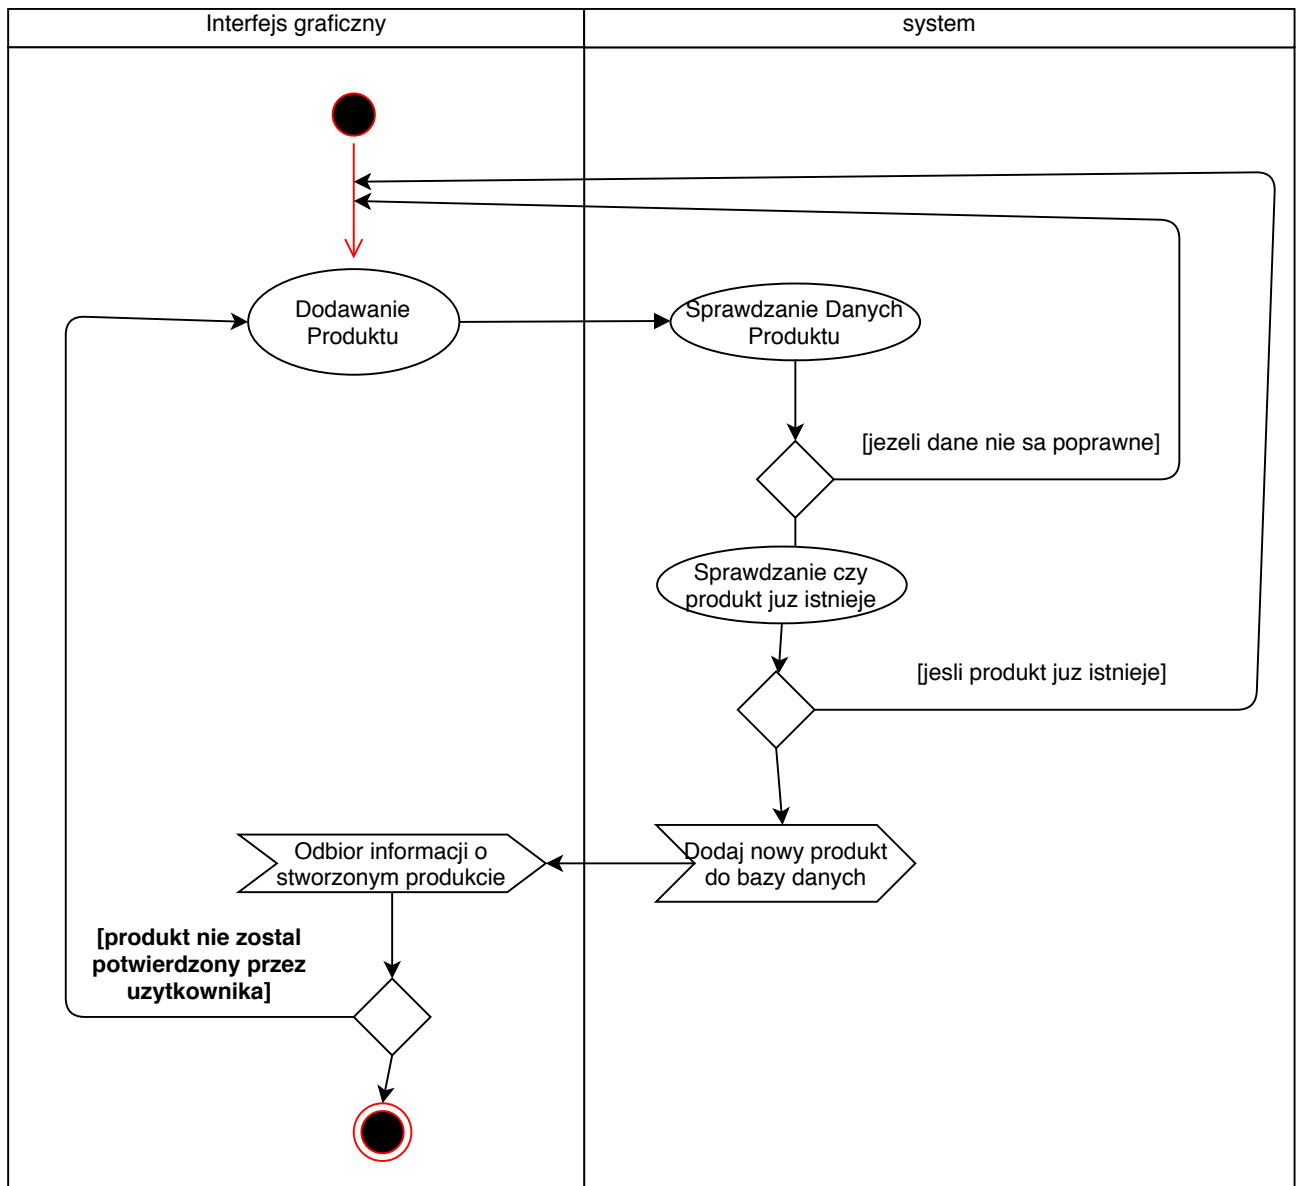 Interfejs graficzny
system
Dodawanie
Produktu
Sprawdzanie Danych
Produktu
[jezeli dane nie sa poprawne]
Sprawdzanie czy
produkt juz istnieje
[jesli produkt juz istnieje]
Odbior informacji o
stworzonym produkcie
Dodaj nowy produkt
do bazy danych
[produkt nie zostal
potwierdzony przez
uzytkownika]